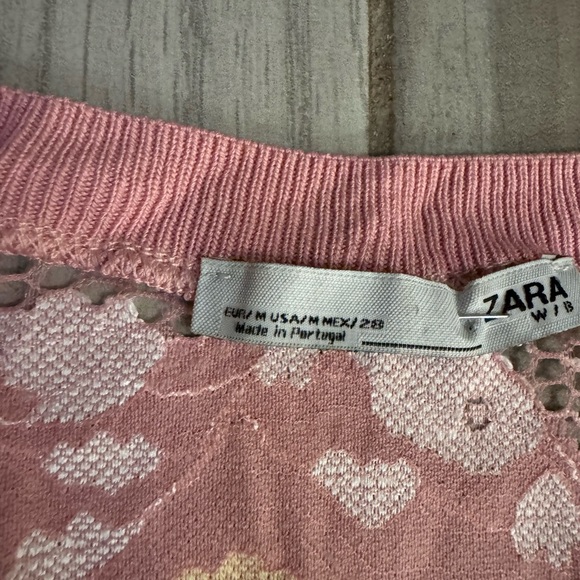 EUR/M USA/M MEX/28
Made in Portugal
ZARA
W/B